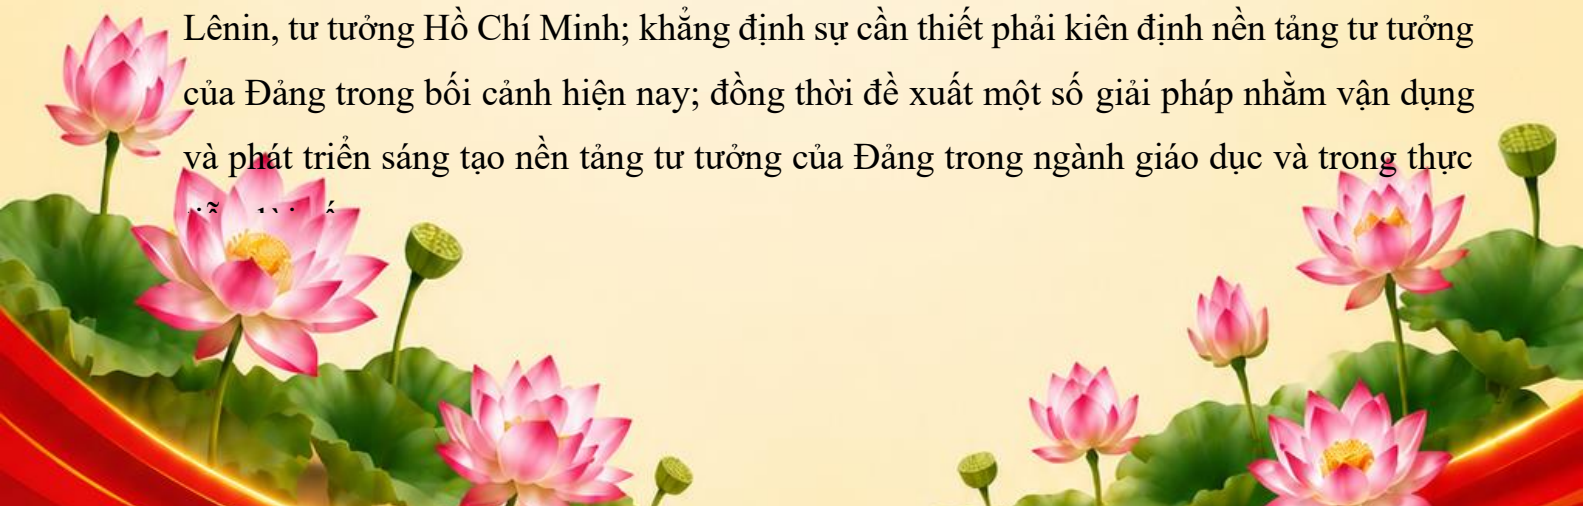 Lênin, tư tưởng Hồ Chí Minh; khẳng định sự cần thiết phải kiên định nền tảng tư tưởng
của Đảng trong bối cảnh hiện nay; đồng thời đề xuất một số giải pháp nhằm vận dụng
và phát triển sáng tạo nền tảng tư tưởng của Đảng trong ngành giáo dục và trong thực